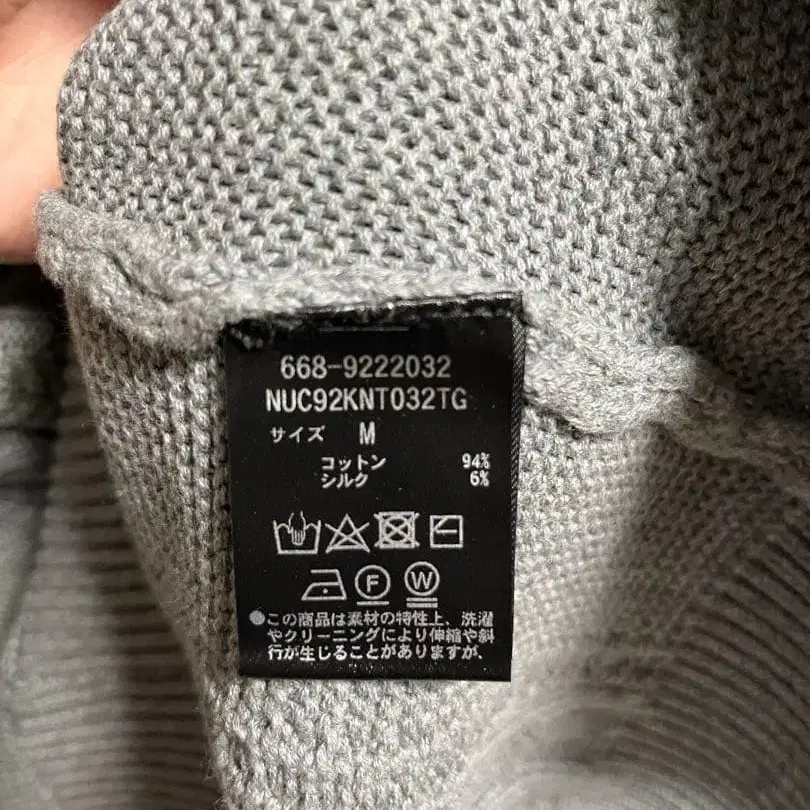 668-9222032
NUC92KNT032TG
サイズ M
コットン 94%
シルク 6%
F W
●この商品は素材の特性上、洗濯
やクリーニングにより伸縮や斜
行が生じることがありますが、